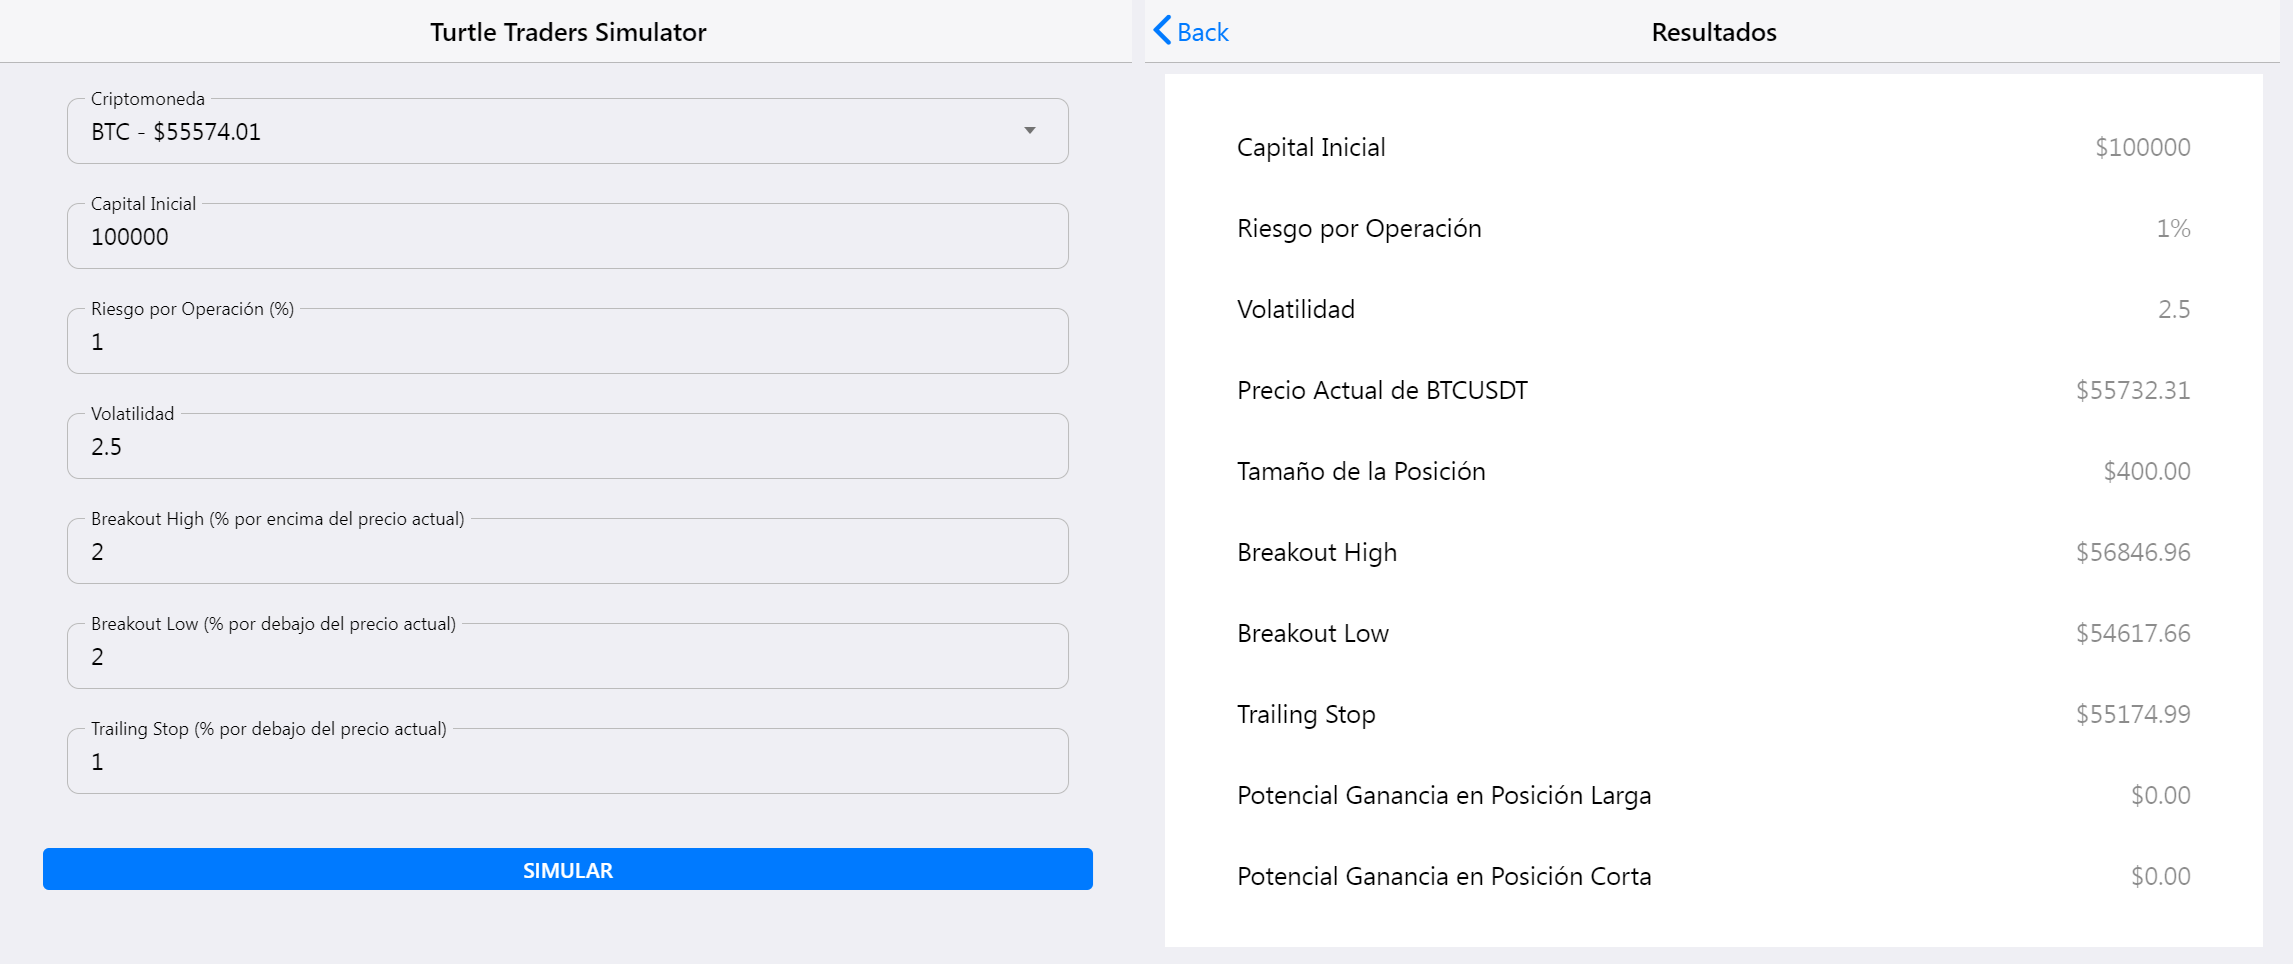 Turtle Traders Simulator
Criptomoneda
BTC - $55574.01
Capital Inicial
100000
Riesgo por Operación (%)
1
Volatilidad
2.5
Breakout High (% por encima del precio actual)
2
Breakout Low (% por debajo del precio actual)
2
Trailing Stop (% por debajo del precio actual)
1
SIMULAR
Back
Resultados
Capital Inicial $100000
Riesgo por Operación 1%
Volatilidad 2.5
Precio Actual de BTCUSDT $55732.31
Tamaño de la Posición $400.00
Breakout High $56846.96
Breakout Low $54617.66
Trailing Stop $55174.99
Potencial Ganancia en Posición Larga $0.00
Potencial Ganancia en Posición Corta $0.00